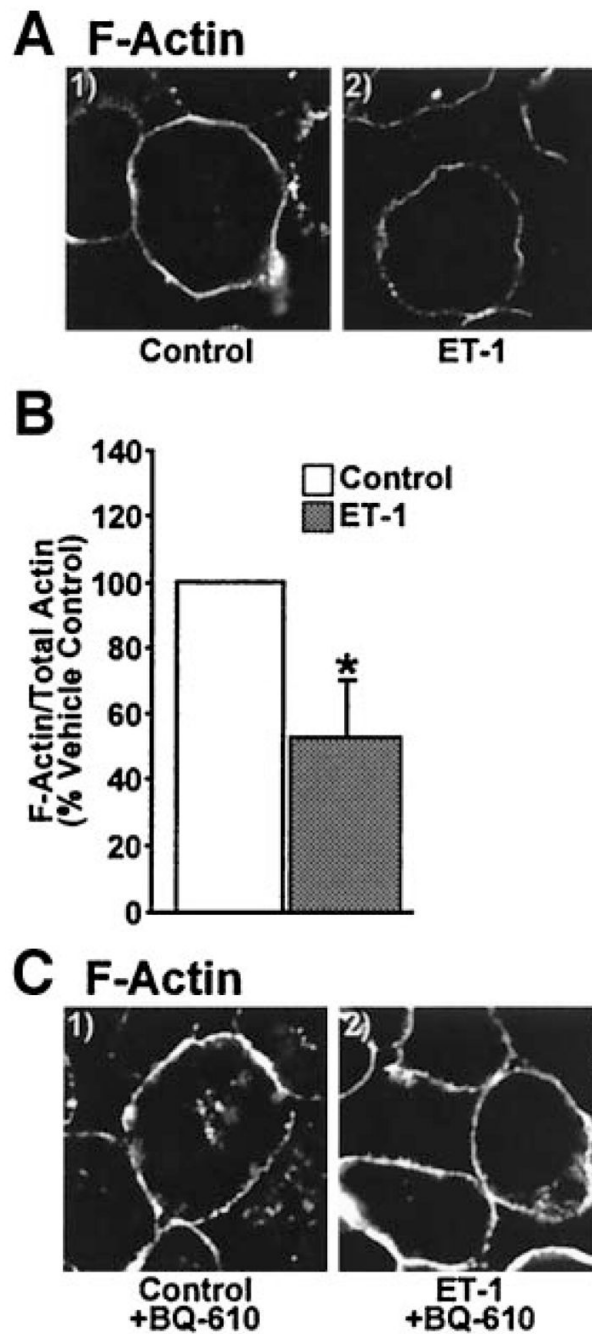 A F-Actin
1) 2)
Control ET-1
B
140
120
100
80
60
40
20
0
F-Actin/Total Actin
(% Vehicle Control)
Control
ET-1
*
C F-Actin
1) 2)
Control
+BQ-610
ET-1
+BQ-610